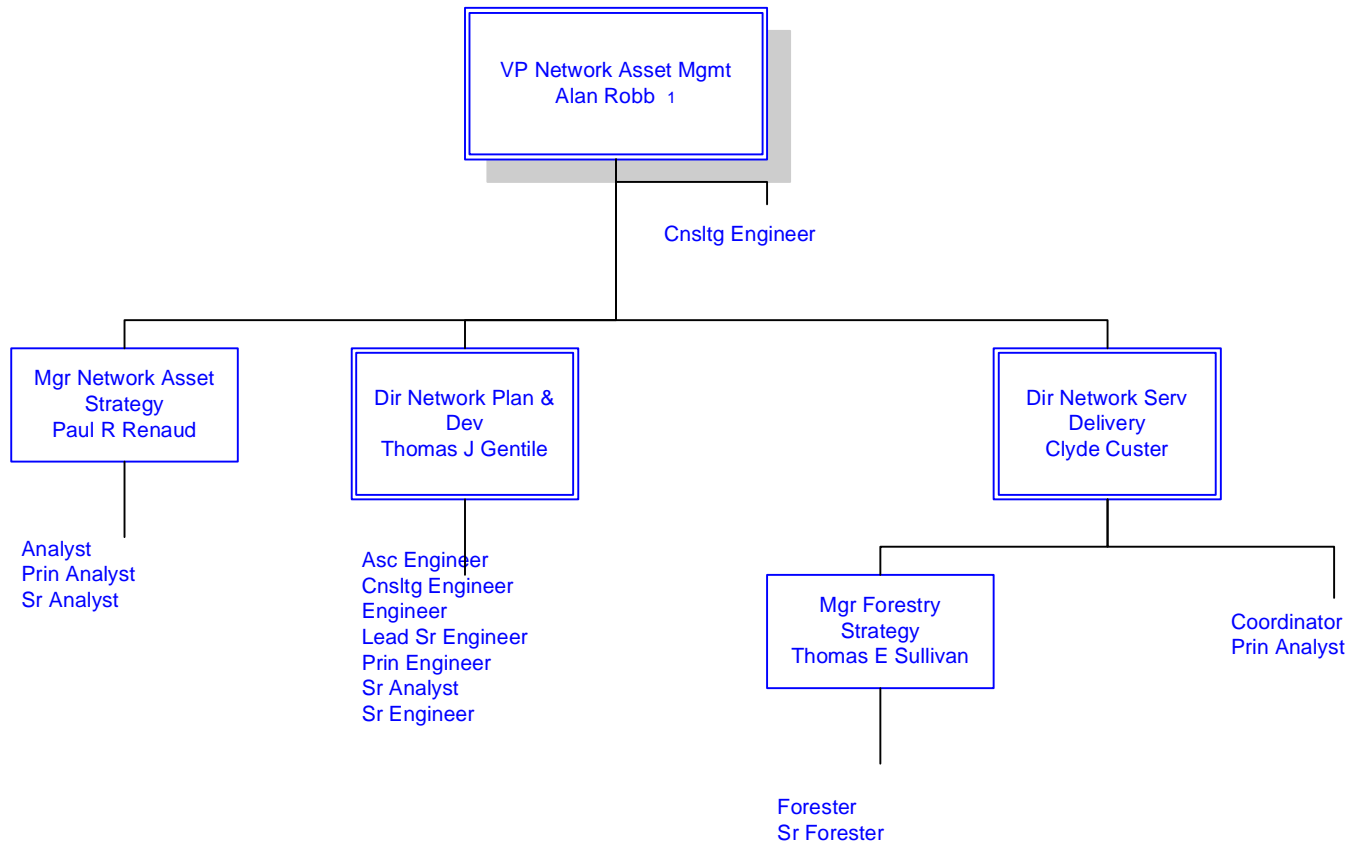 VP Network Asset Mgmt
Alan Robb 1
Cnsltg Engineer
Mgr Network Asset
Strategy
Paul R Renaud
Dir Network Plan &
Dev
Thomas J Gentile
Dir Network Serv
Delivery
Clyde Custer
Analyst
Prin Analyst
Sr Analyst
Asc Engineer
Cnsltg Engineer
Engineer
Lead Sr Engineer
Prin Engineer
Sr Analyst
Sr Engineer
Mgr Forestry
Strategy
Thomas E Sullivan
Coordinator
Prin Analyst
Forester
Sr Forester